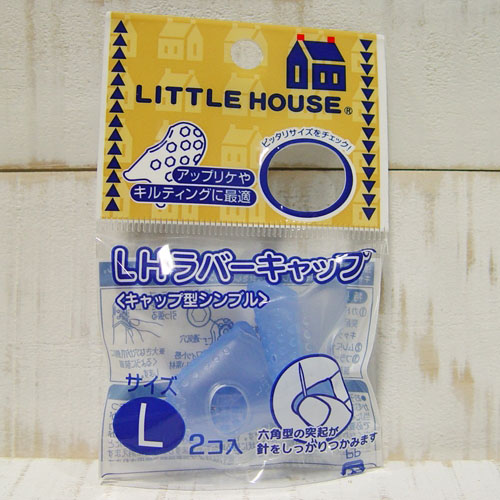 LITTLE HOUSE®
ピッタリサイズをチェック!
アップリケや
キルティングに最適
LHラバーキャップ
<キャップ型シンプル>
サイズ
L
2コ入
六角型の突起が
針をしっかりつかみます